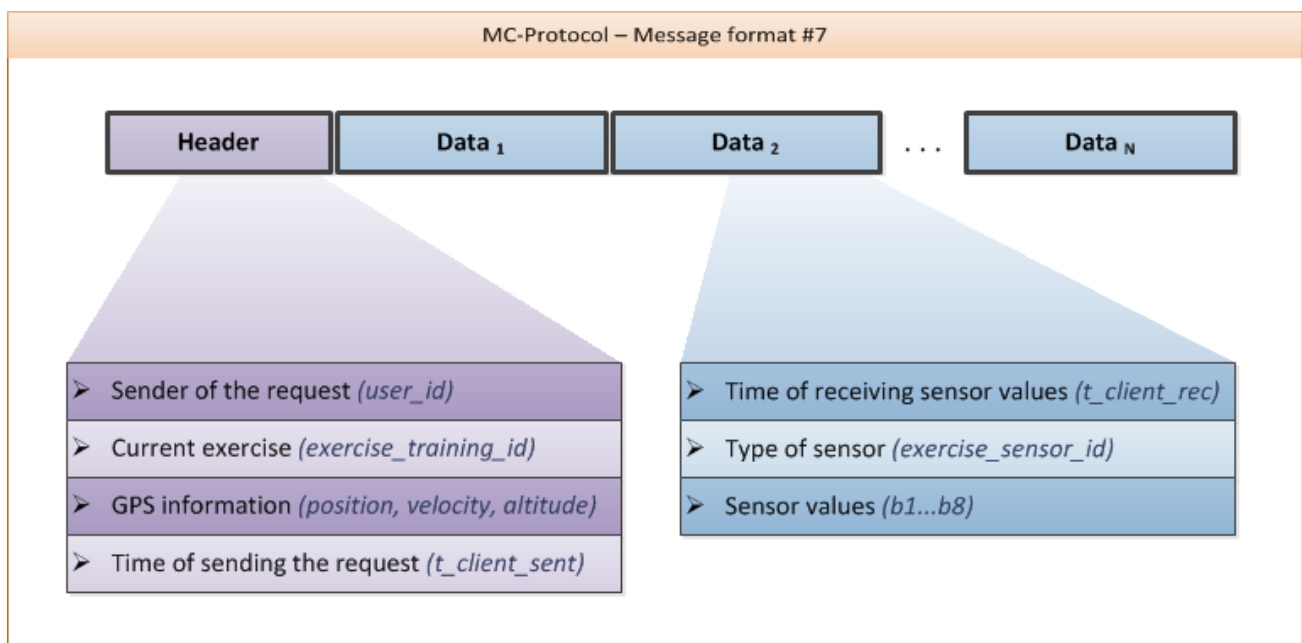 MC-Protocol – Message format #7
Header
Data 1
Data 2
. . .
Data N
➢ Sender of the request (user_id)
➢ Current exercise (exercise_training_id)
➢ GPS information (position, velocity, altitude)
➢ Time of sending the request (t_client_sent)
➢ Time of receiving sensor values (t_client_rec)
➢ Type of sensor (exercise_sensor_id)
➢ Sensor values (b1...b8)